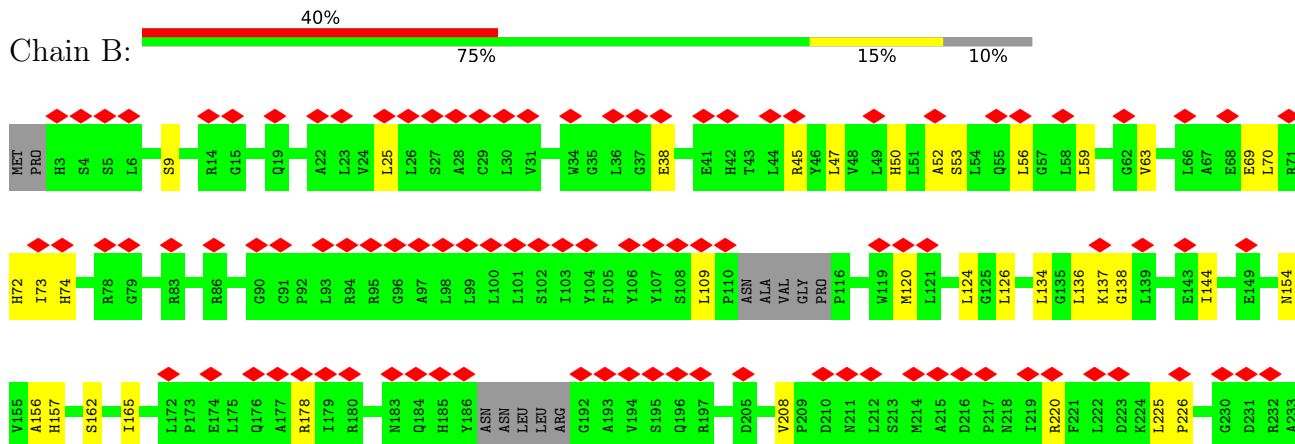 40%
Chain B:
75% 15% 10%
MET PRO H3 S4 S5 L6 S9 R14 G15 Q19 A22 L23 V24 L25 L26 S27 A28 C29 L30 V31 W34 G35 L36 G37 E38 E41 H42 T43 L44 R45 Y46 L47 V48 L49 H50 L51 A52 S53 L54 Q55 L56 G57 L58 L59 G62 V63 L66 A67 E68 E69 L70 R71
H72 I73 H74 R78 G79 R83 R86 G90 C91 P92 L93 R94 R95 G96 A97 L98 L99 L100 L101 S102 I103 Y104 F105 Y106 Y107 S108 L109 P110 ASN ALA VAL GLY PRO P116 W119 M120 L121 L124 G125 L126 L134 G135 L136 K137 G138 L139 E143 I144 E149 N154
V155 A156 H157 S162 I165 L172 P173 E174 L175 Q176 A177 R178 I179 R180 N183 Q184 H185 Y186 ASN ASN LEU LEU ARG G192 A193 V194 S195 Q196 R197 D205 V208 P209 D210 N211 L212 S213 M214 A215 D216 P217 N218 I219 R220 F221 L222 D223 K224 L225 P226 G230 D231 R232 A233